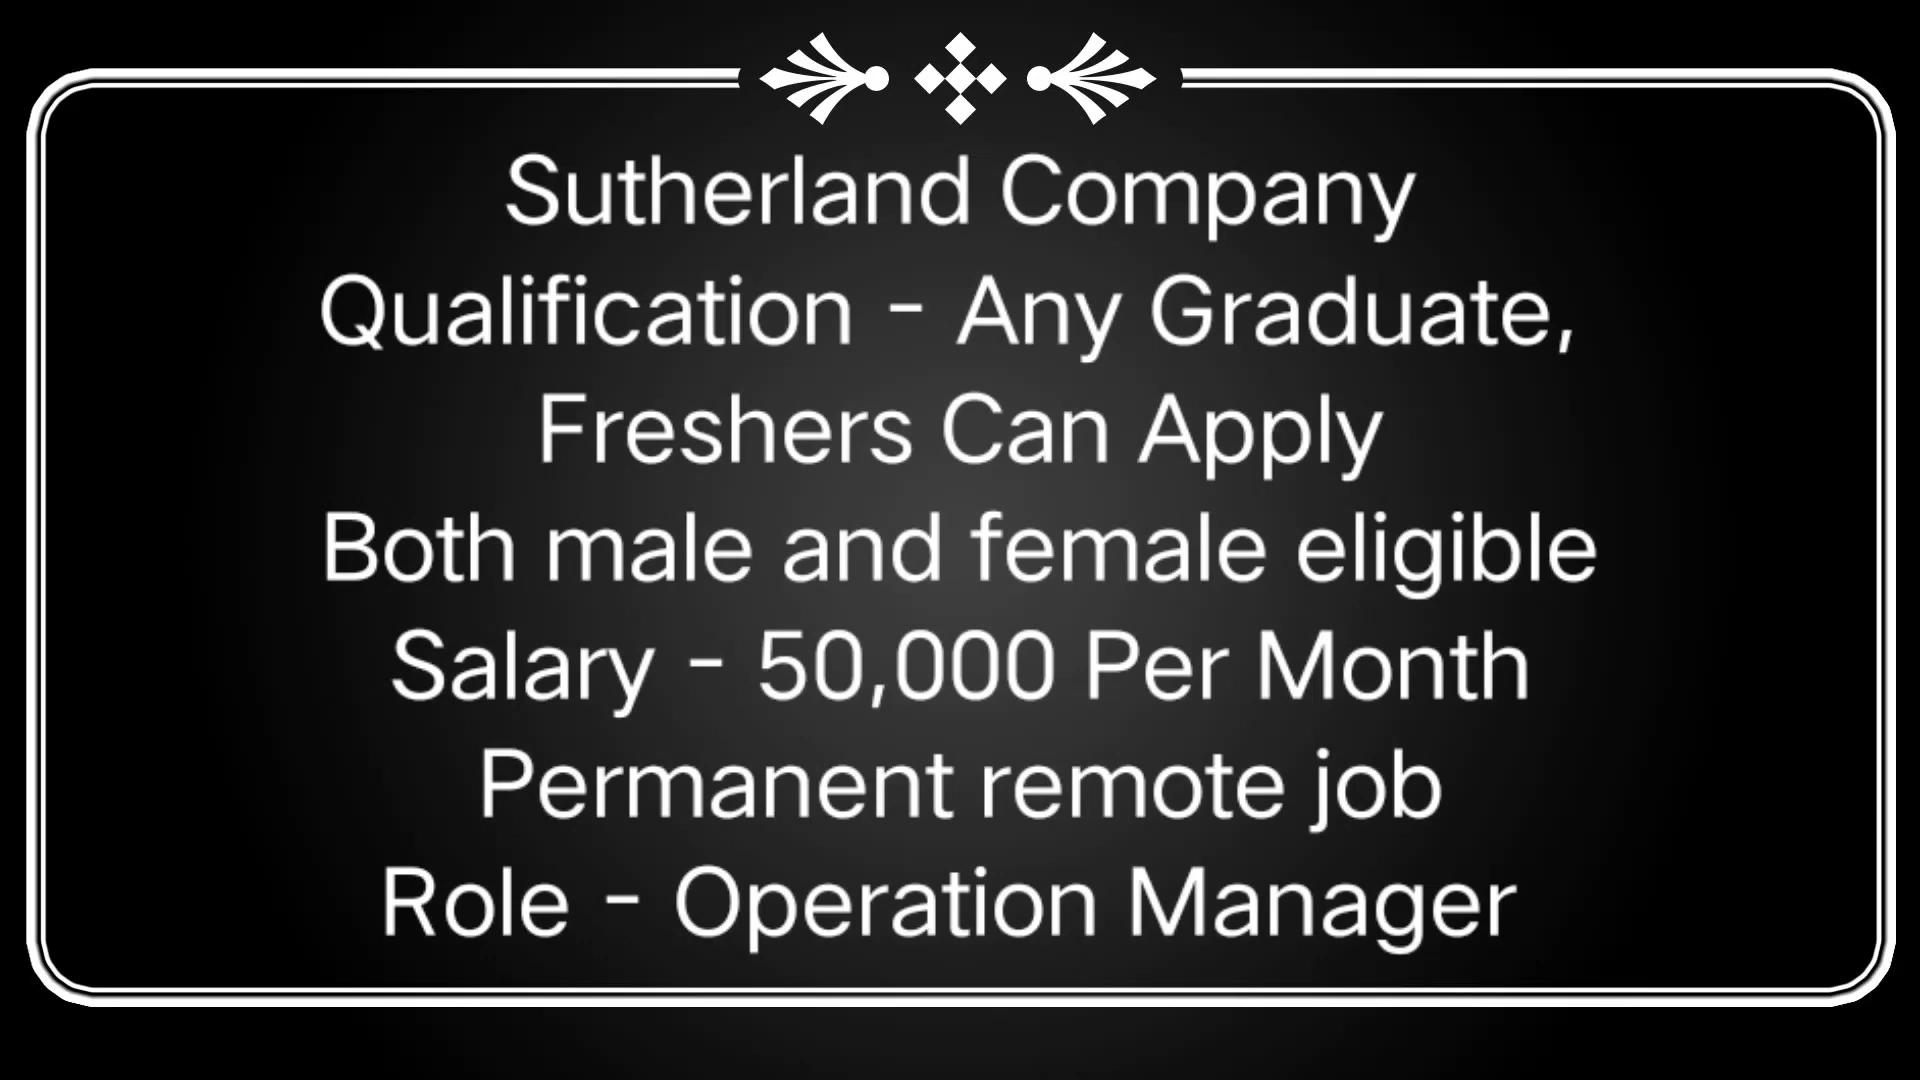 Sutherland Company
Qualification - Any Graduate,
Freshers Can Apply
Both male and female eligible
Salary - 50,000 Per Month
Permanent remote job
Role - Operation Manager